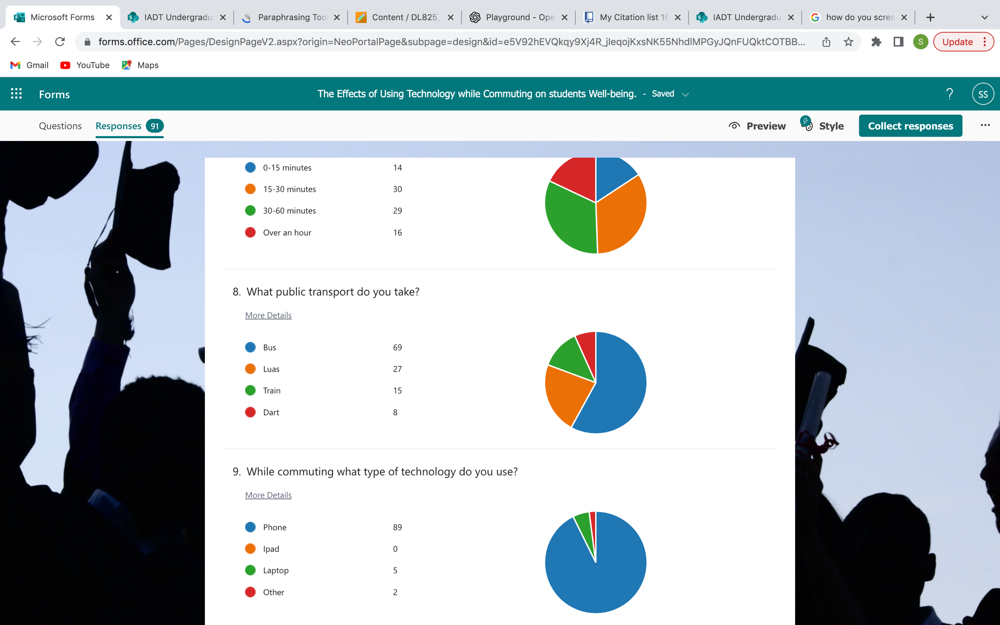 Microsoft Forms
IADT Undergradu
Paraphrasing Too
Content / DL825_
Playground - Ope
My Citation list 16
IADT Undergradu
how do you scree
forms.office.com/Pages/DesignPageV2.aspx?origin=NeoPortalPage&subpage=design&id=e5V92hEVQkqy9Xj4R_jIeqojKxsNK55NhdlMPGyJQnFUQktCOTBB...
S
Update
Gmail
YouTube
Maps
Forms
The Effects of Using Technology while Commuting on students Well-being. - Saved
?
SS
Questions
Responses 91
Preview
Style
Collect responses
...
0-15 minutes 14
15-30 minutes 30
30-60 minutes 29
Over an hour 16
8. What public transport do you take?
More Details
Bus 69
Luas 27
Train 15
Dart 8
9. While commuting what type of technology do you use?
More Details
Phone 89
Ipad 0
Laptop 5
Other 2